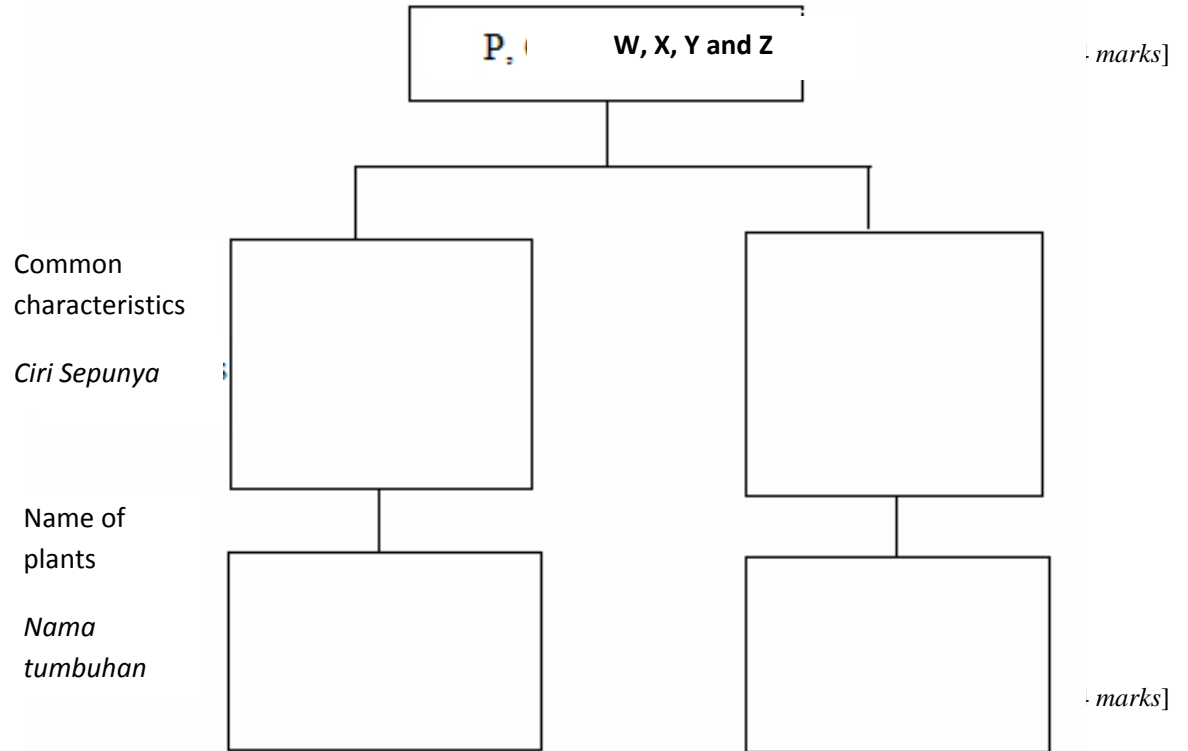 P, W, X, Y and Z
marks]
Common
characteristics
Ciri Sepunya
Name of
plants
Nama
tumbuhan
marks]